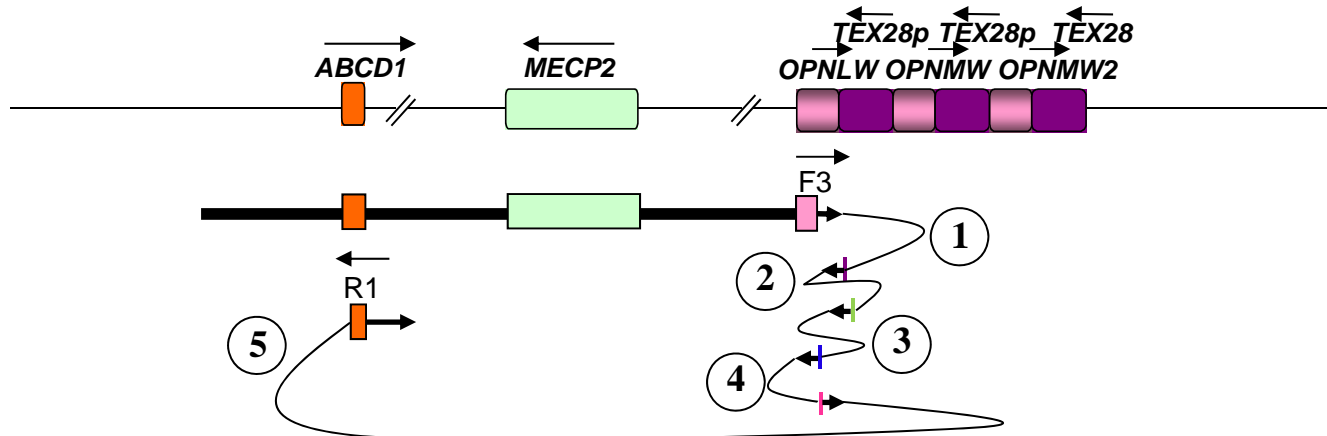 TEX28p TEX28p TEX28
ABCD1 MECP2 OPNLW OPNMW OPNMW2
F3
1
2
R1
5
3
4